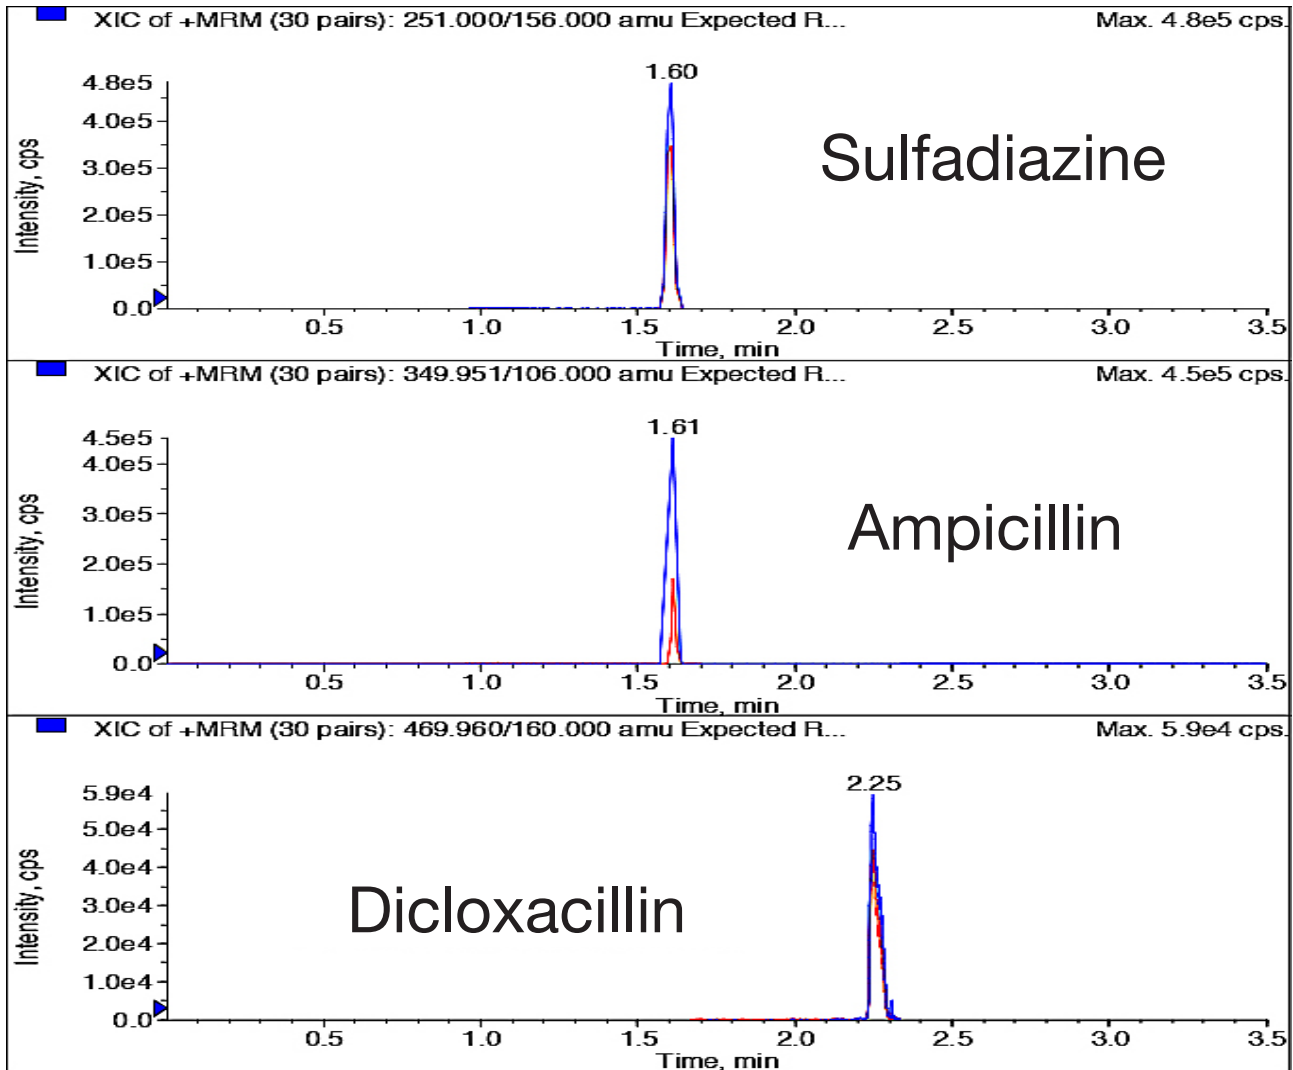 XIC of +MRM (30 pairs): 251.000/156.000 amu Expected R... Max. 4.8e5 cps.
1.60
4.8e5
4.0e5
3.0e5
2.0e5
1.0e5
0.0
Intensity, cps
Sulfadiazine
0.5 1.0 1.5 2.0 2.5 3.0 3.5
Time, min
XIC of +MRM (30 pairs): 349.951/106.000 amu Expected R... Max. 4.5e5 cps.
1.61
4.5e5
4.0e5
3.0e5
2.0e5
1.0e5
0.0
Intensity, cps
Ampicillin
0.5 1.0 1.5 2.0 2.5 3.0 3.5
Time, min
XIC of +MRM (30 pairs): 469.960/160.000 amu Expected R... Max. 5.9e4 cps.
2.25
5.9e4
5.0e4
4.0e4
3.0e4
2.0e4
1.0e4
0.0
Intensity, cps
Dicloxacillin
0.5 1.0 1.5 2.0 2.5 3.0 3.5
Time, min